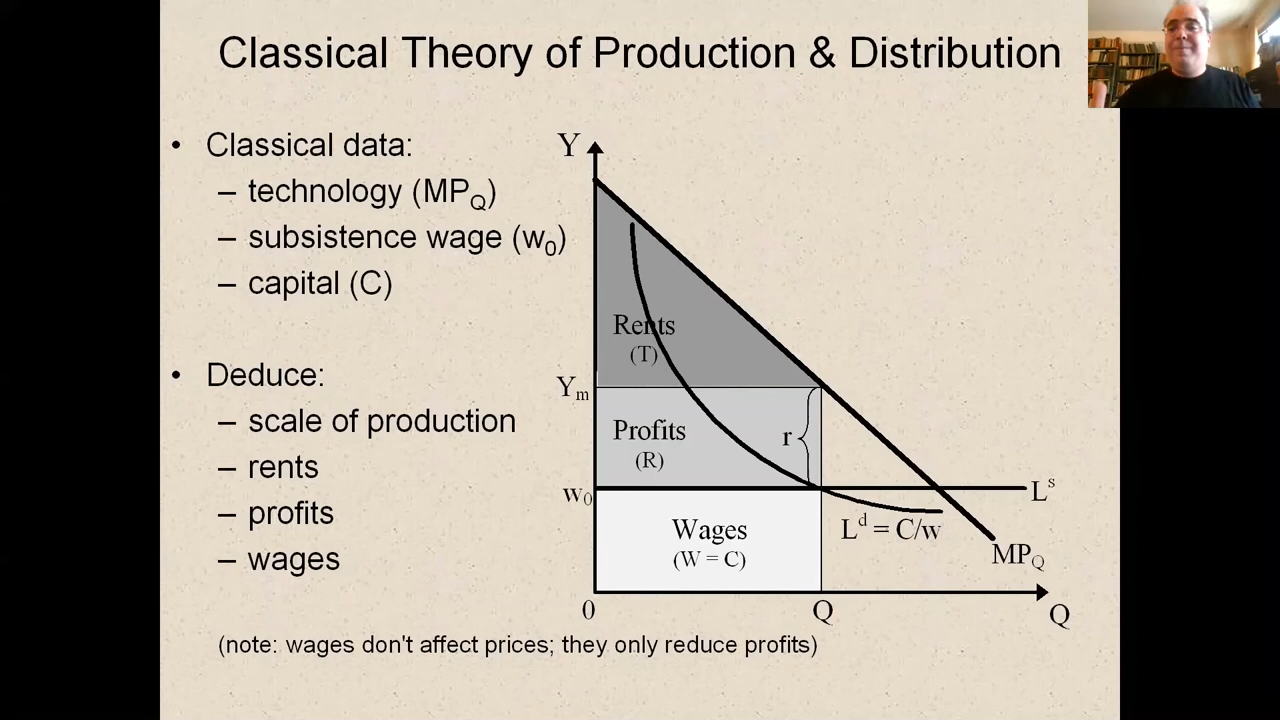 Classical Theory of Production & Distribution
• Classical data:
– technology (MP_Q)
– subsistence wage (w_0)
– capital (C)
• Deduce:
– scale of production
– rents
– profits
– wages
Y
Rents
(T)
Y_m
Profits
(R)
r
w_0
L^s
Wages
(W = C)
L^d = C/w
MP_Q
0
Q
Q
(note: wages don't affect prices; they only reduce profits)